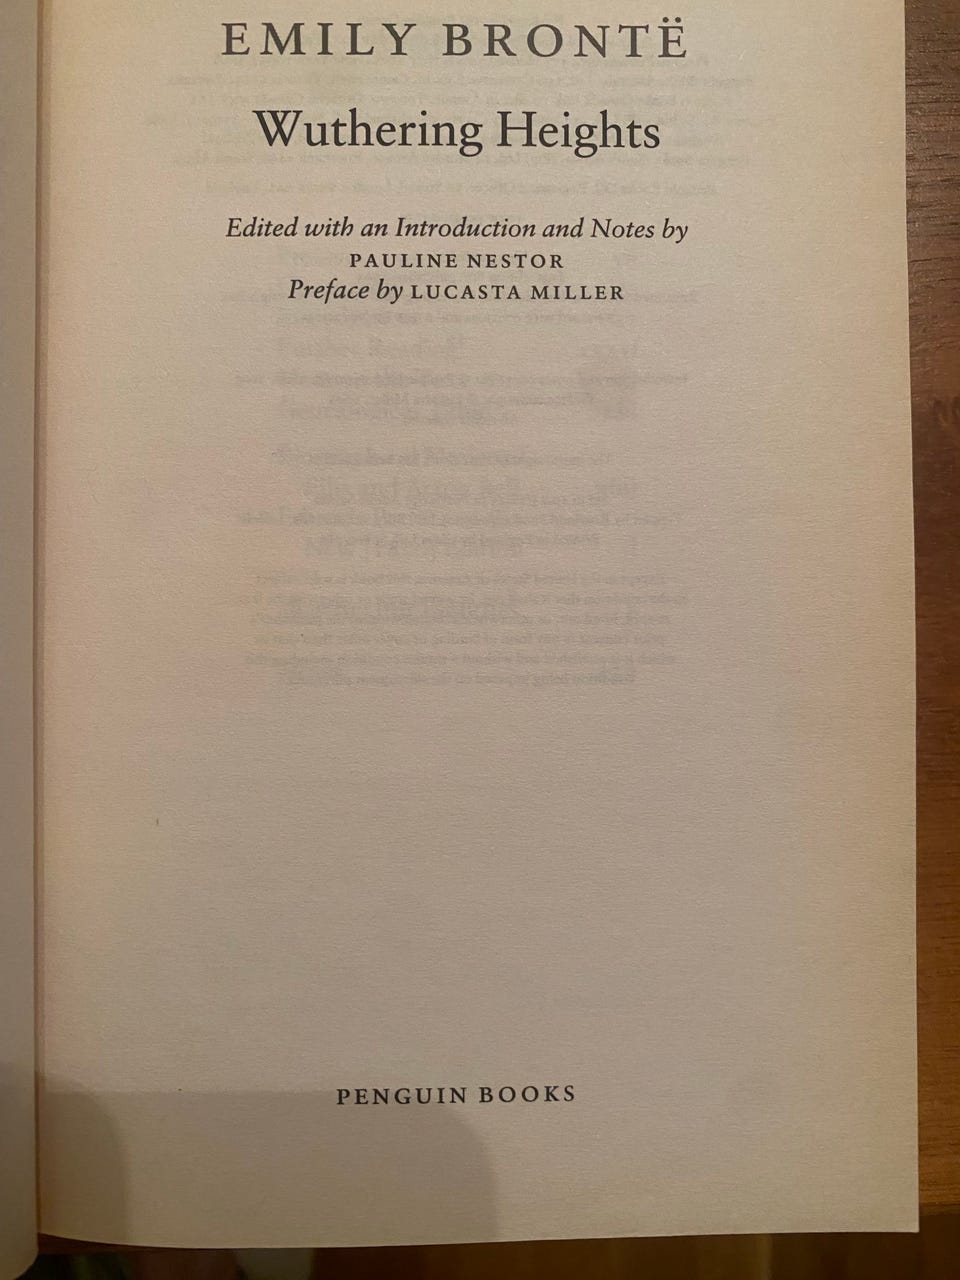 EMILY BRONTË
Wuthering Heights
Edited with an Introduction and Notes by
PAULINE NESTOR
Preface by LUCASTA MILLER
PENGUIN BOOKS